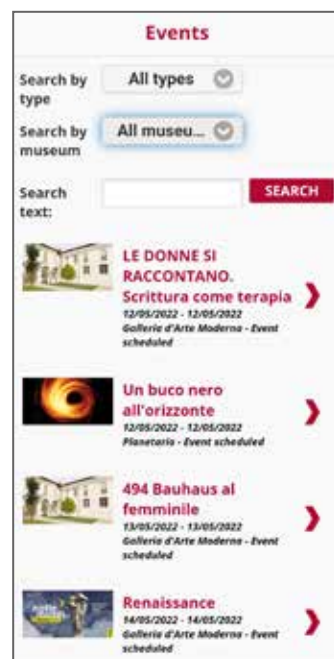 Events
Search by
type
All types
Search by
museum
All museu...
Search
text:
SEARCH
LE DONNE SI
RACCONTANO.
Scrittura come terapia
12/05/2022 - 12/05/2022
Galleria d'Arte Moderna - Event
scheduled
Un buco nero
all'orizzonte
12/05/2022 - 12/05/2022
Planetario - Event scheduled
494 Bauhaus al
femminile
13/05/2022 - 13/05/2022
Galleria d'Arte Moderna - Event
scheduled
Renaissance
14/05/2022 - 14/05/2022
Galleria d'Arte Moderna - Event
scheduled